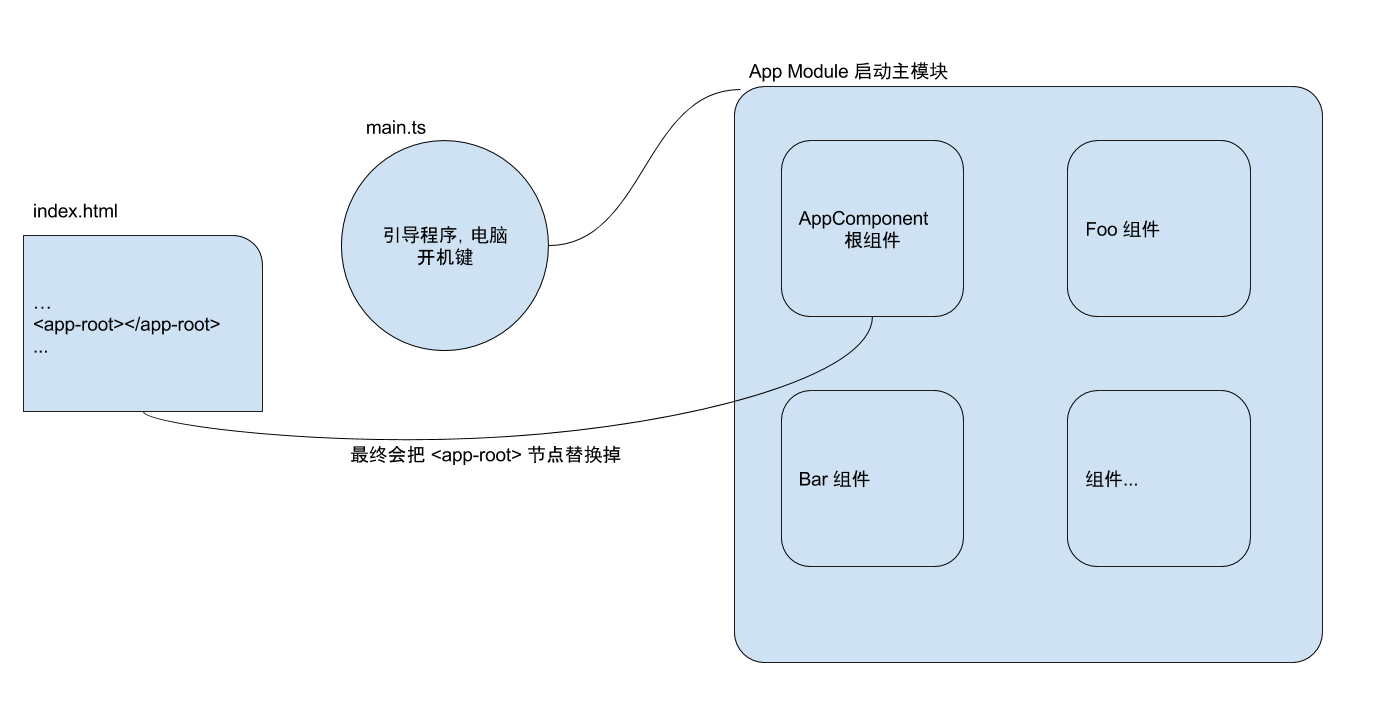 App Module 启动主模块
main.ts
引导程序，电脑
开机键
index.html
…
<app-root></app-root>
...
AppComponent
根组件
Foo 组件
最终会把 <app-root> 节点替换掉
Bar 组件
组件...